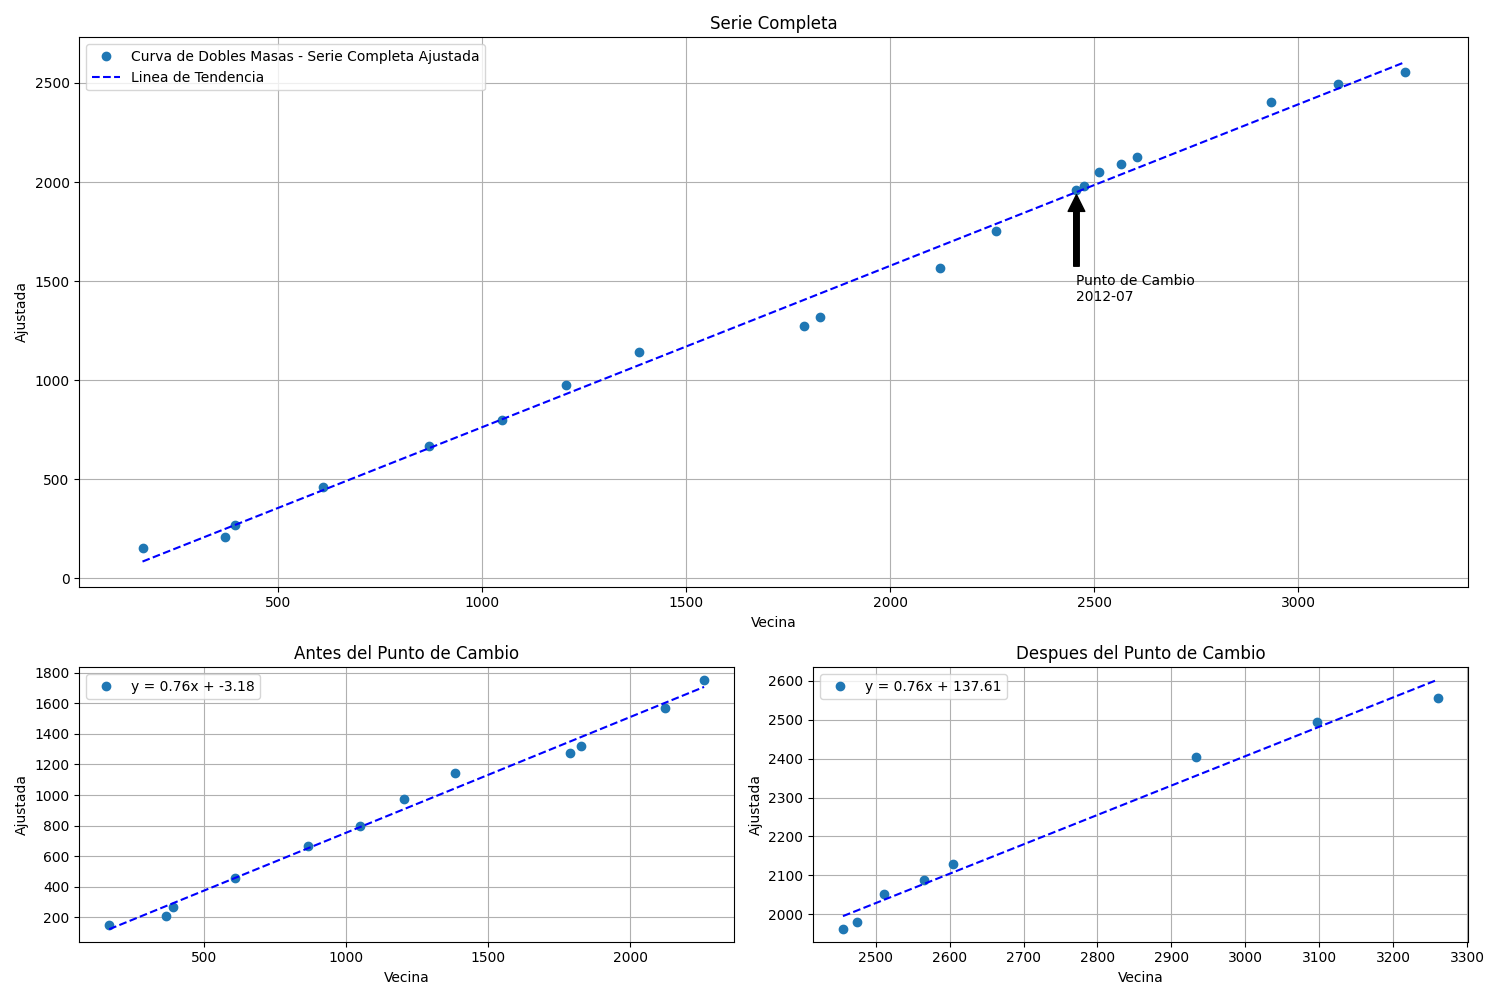 Serie Completa
Curva de Dobles Masas - Serie Completa Ajustada
Linea de Tendencia
2500
2000
1500
1000
500
0
Ajustada
Punto de Cambio
2012-07
500 1000 1500 2000 2500 3000
Vecina
Antes del Punto de Cambio
y = 0.76x + -3.18
1800
1600
1400
1200
1000
800
600
400
200
Ajustada
500 1000 1500 2000
Vecina
Despues del Punto de Cambio
y = 0.76x + 137.61
2600
2500
2400
2300
2200
2100
2000
Ajustada
2500 2600 2700 2800 2900 3000 3100 3200 3300
Vecina